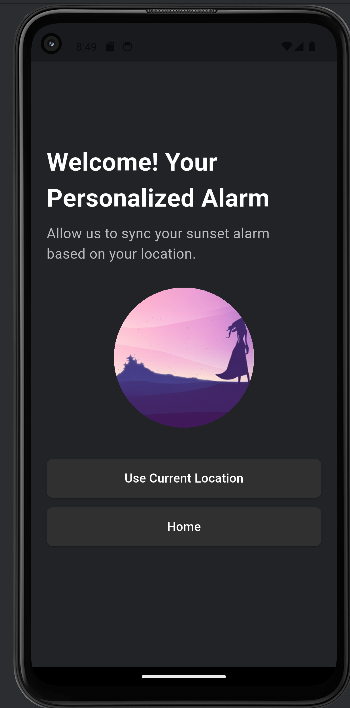 8:49
Welcome! Your
Personalized Alarm
Allow us to sync your sunset alarm
based on your location.
Use Current Location
Home